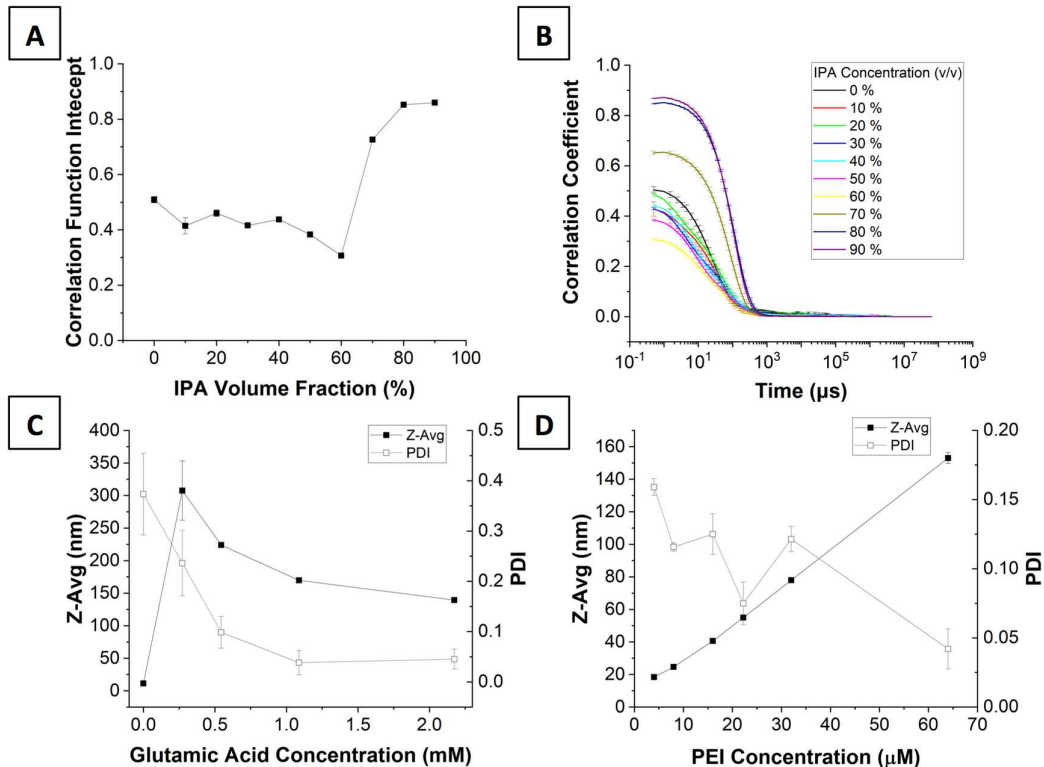 A
Correlation Function Intecept
1.0
0.8
0.6
0.4
0.2
0.0
0 20 40 60 80 100
IPA Volume Fraction (%)
B
Correlation Coefficient
1.0
0.8
0.6
0.4
0.2
0.0
IPA Concentration (v/v)
0 %
10 %
20 %
30 %
40 %
50 %
60 %
70 %
80 %
90 %
10⁻¹ 10¹ 10³ 10⁵ 10⁷ 10⁹
Time (µs)
C
Z-Avg (nm)
400
350
300
250
200
150
100
50
0
Z-Avg
PDI
0.5
0.4
0.3
0.2
0.1
0.0
PDI
0.0 0.5 1.0 1.5 2.0
Glutamic Acid Concentration (mM)
D
Z-Avg (nm)
160
140
120
100
80
60
40
20
0
Z-Avg
PDI
0.20
0.15
0.10
0.05
0.00
PDI
0 10 20 30 40 50 60 70
PEI Concentration (µM)